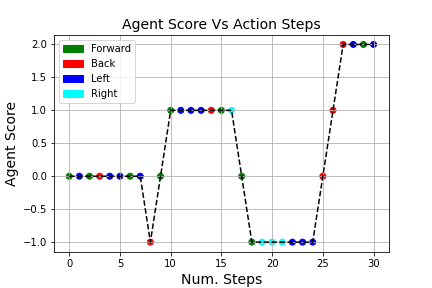 Agent Score Vs Action Steps
Agent Score
2.0
1.5
1.0
0.5
0.0
−0.5
−1.0
Forward
Back
Left
Right
0 5 10 15 20 25 30
Num. Steps